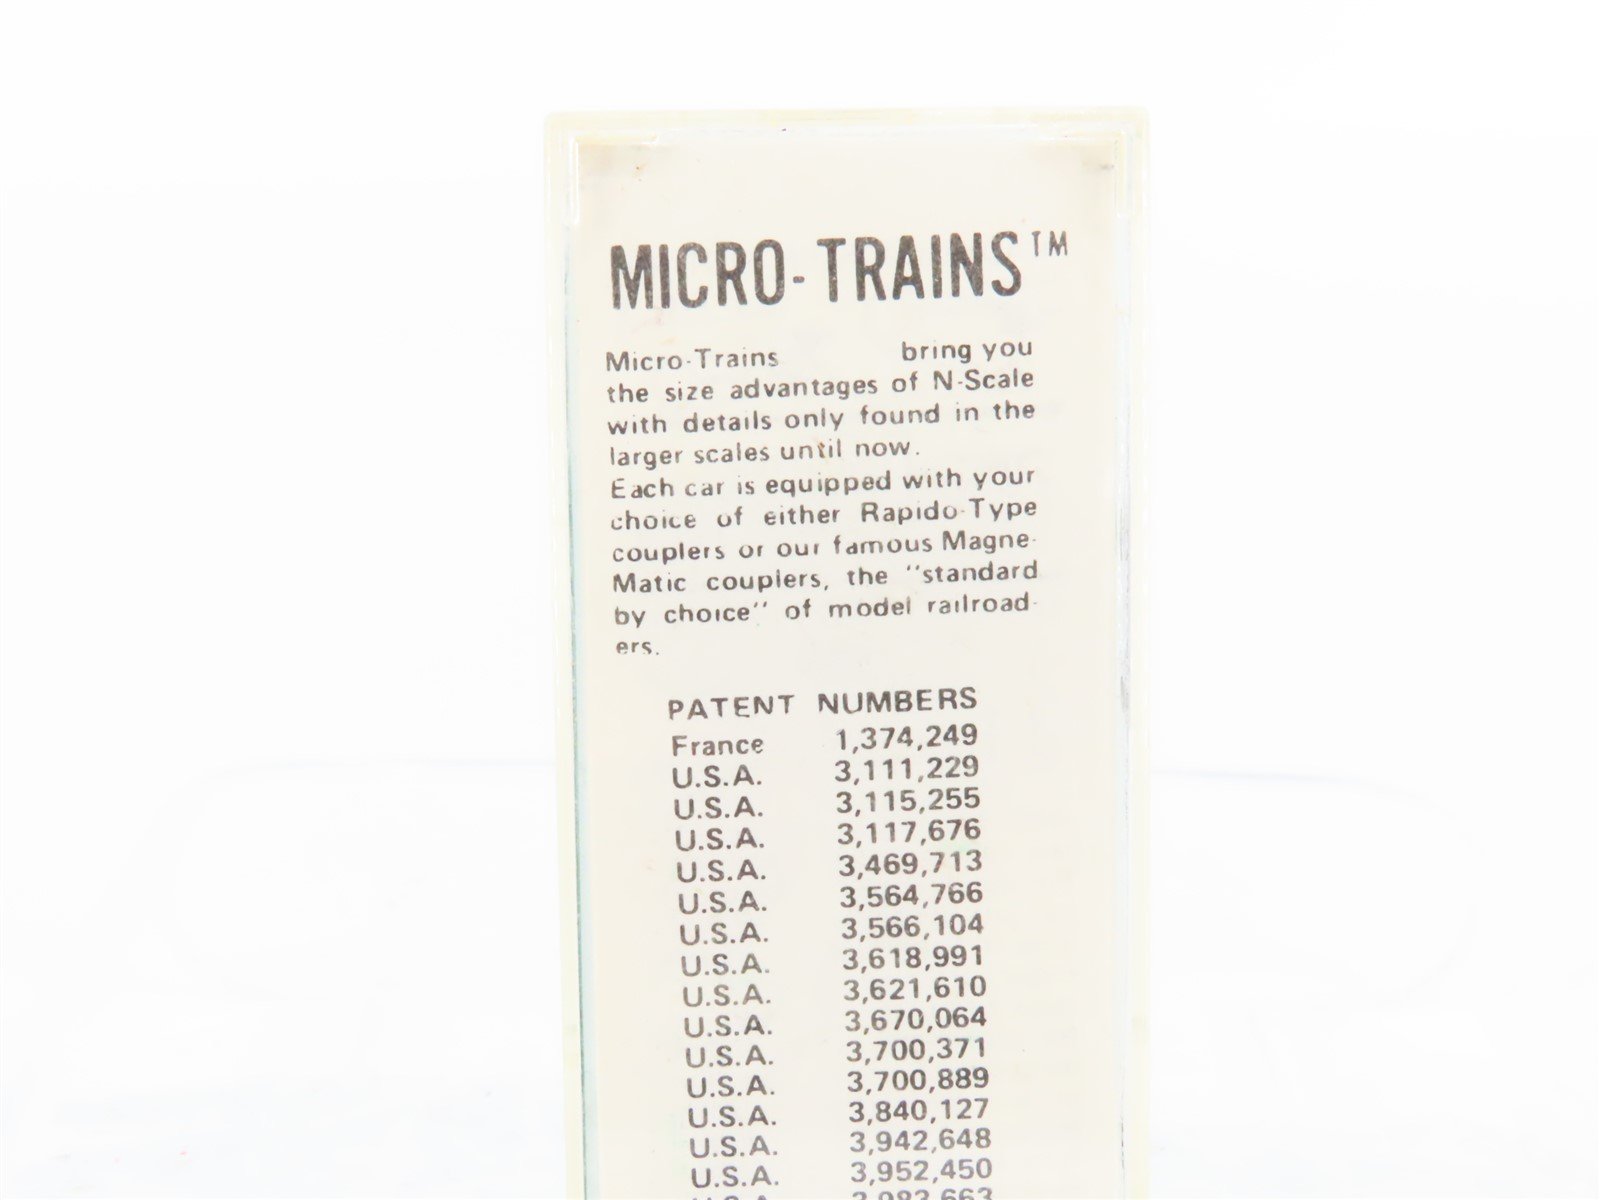 MICRO-TRAINS™
Micro-Trains bring you
the size advantages of N-Scale
with details only found in the
larger scales until now.
Each car is equipped with your
choice of either Rapido-Type
couplers or our famous Magne-
Matic couplers, the "standard
by choice" of model railroad-
ers.
PATENT NUMBERS
France 1,374,249
U.S.A. 3,111,229
U.S.A. 3,115,255
U.S.A. 3,117,676
U.S.A. 3,469,713
U.S.A. 3,564,766
U.S.A. 3,566,104
U.S.A. 3,618,991
U.S.A. 3,621,610
U.S.A. 3,670,064
U.S.A. 3,700,371
U.S.A. 3,700,889
U.S.A. 3,840,127
U.S.A. 3,942,648
U.S.A. 3,952,450
U.S.A. 3,983,663